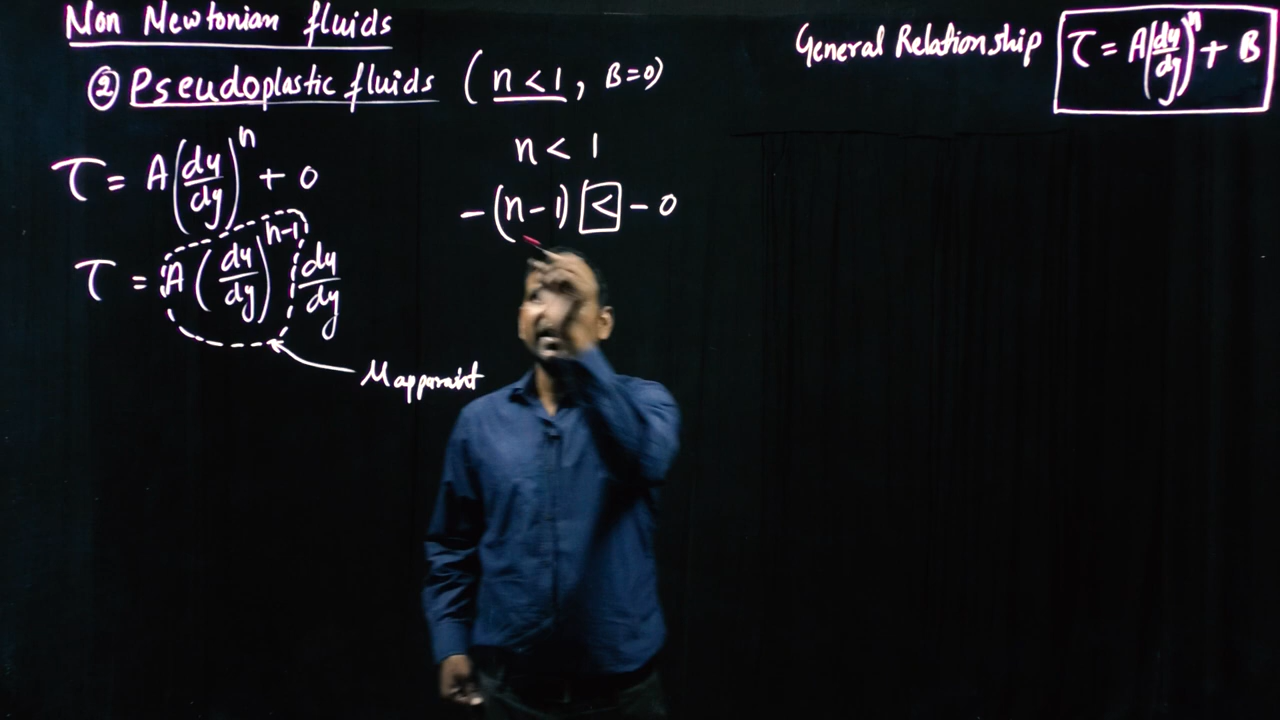 Non Newtonian fluids
② Pseudoplastic fluids (n < 1, B=0)
General Relationship τ = A(du/dy)^n + B
τ = A(du/dy)^n + 0
τ = A(du/dy)^(n-1) du/dy
μ apparaint
n < 1
-(n-1) < -0